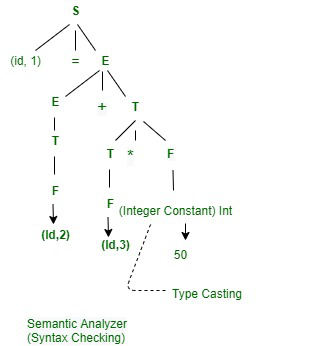 S
(id, 1) = E
E + T
T T * F
F F (Integer Constant) Int
(Id,2) (Id,3) 50
Type Casting
Semantic Analyzer
(Syntax Checking)